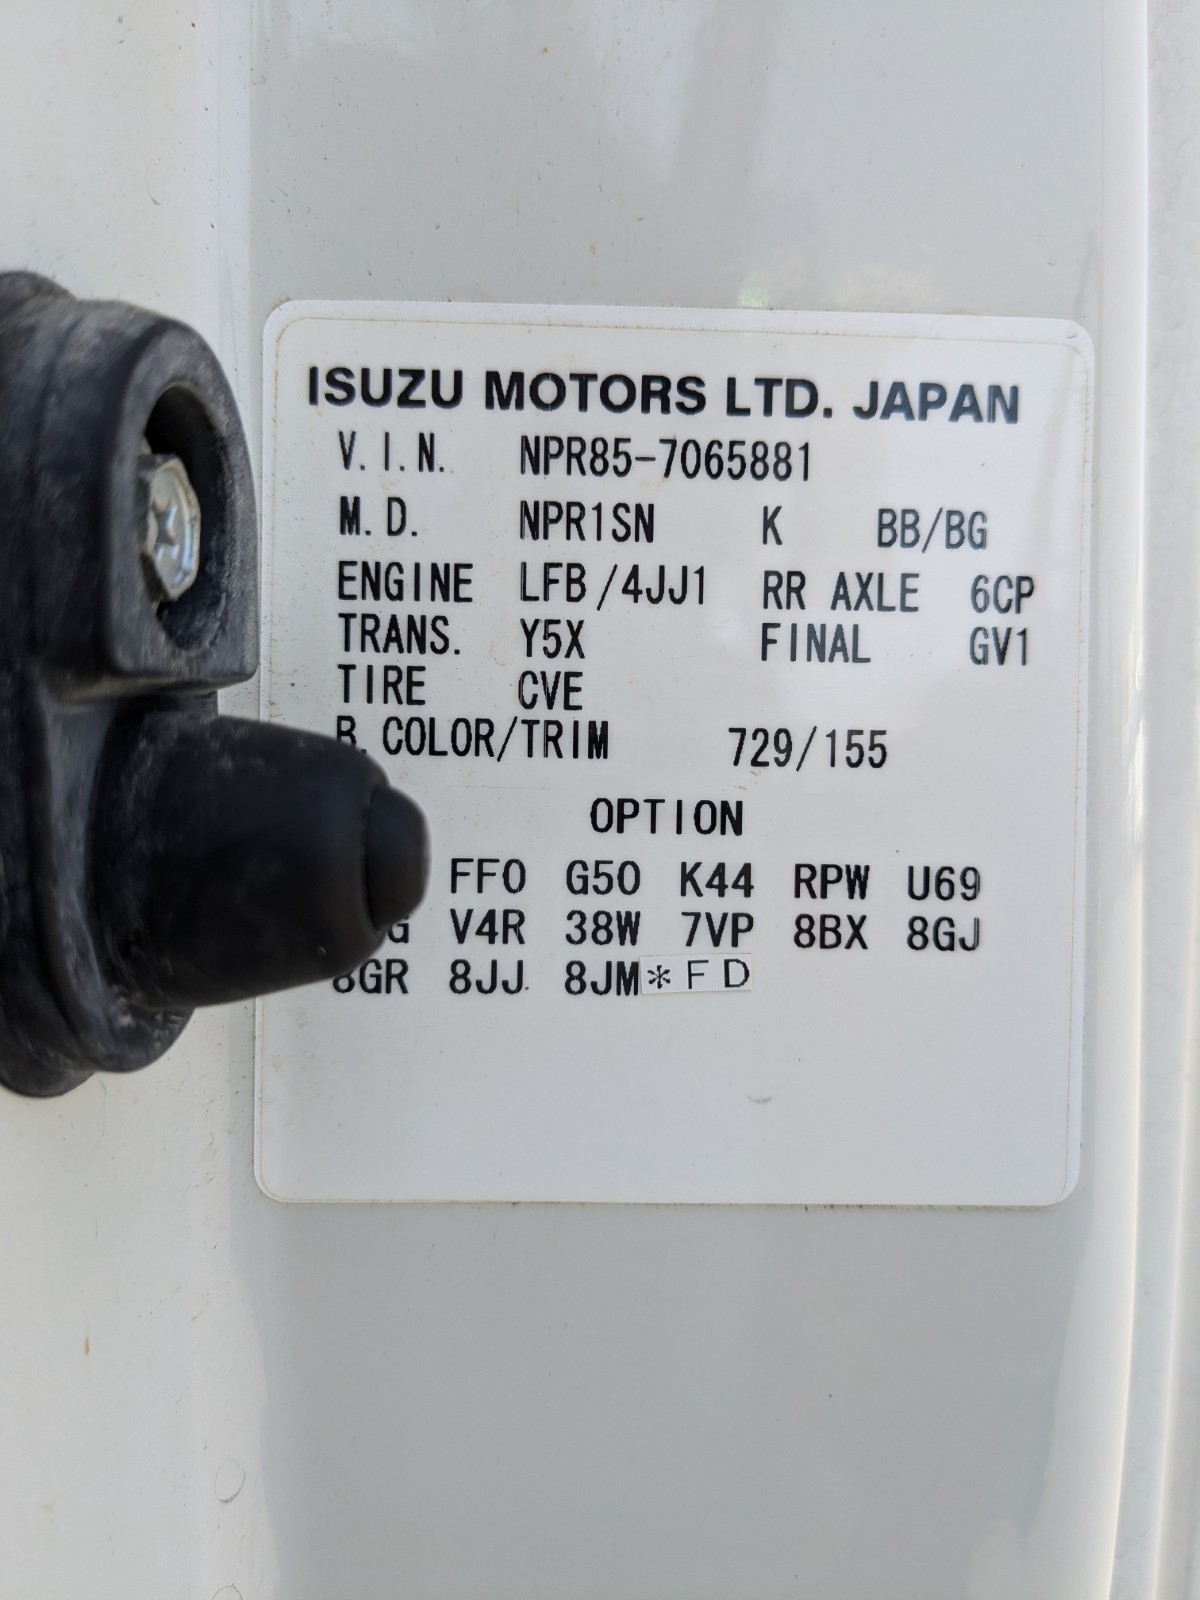 ISUZU MOTORS LTD. JAPAN
V.I.N. NPR85-7065881
M.D. NPR1SN K BB/BG
ENGINE LFB/4JJ1 RR AXLE 6CP
TRANS. Y5X FINAL GV1
TIRE CVE
B. COLOR/TRIM 729/155
OPTION
FF0 G50 K44 RPW U69
V4R 38W 7VP 8BX 8GJ
8GR 8JJ 8JM*FD